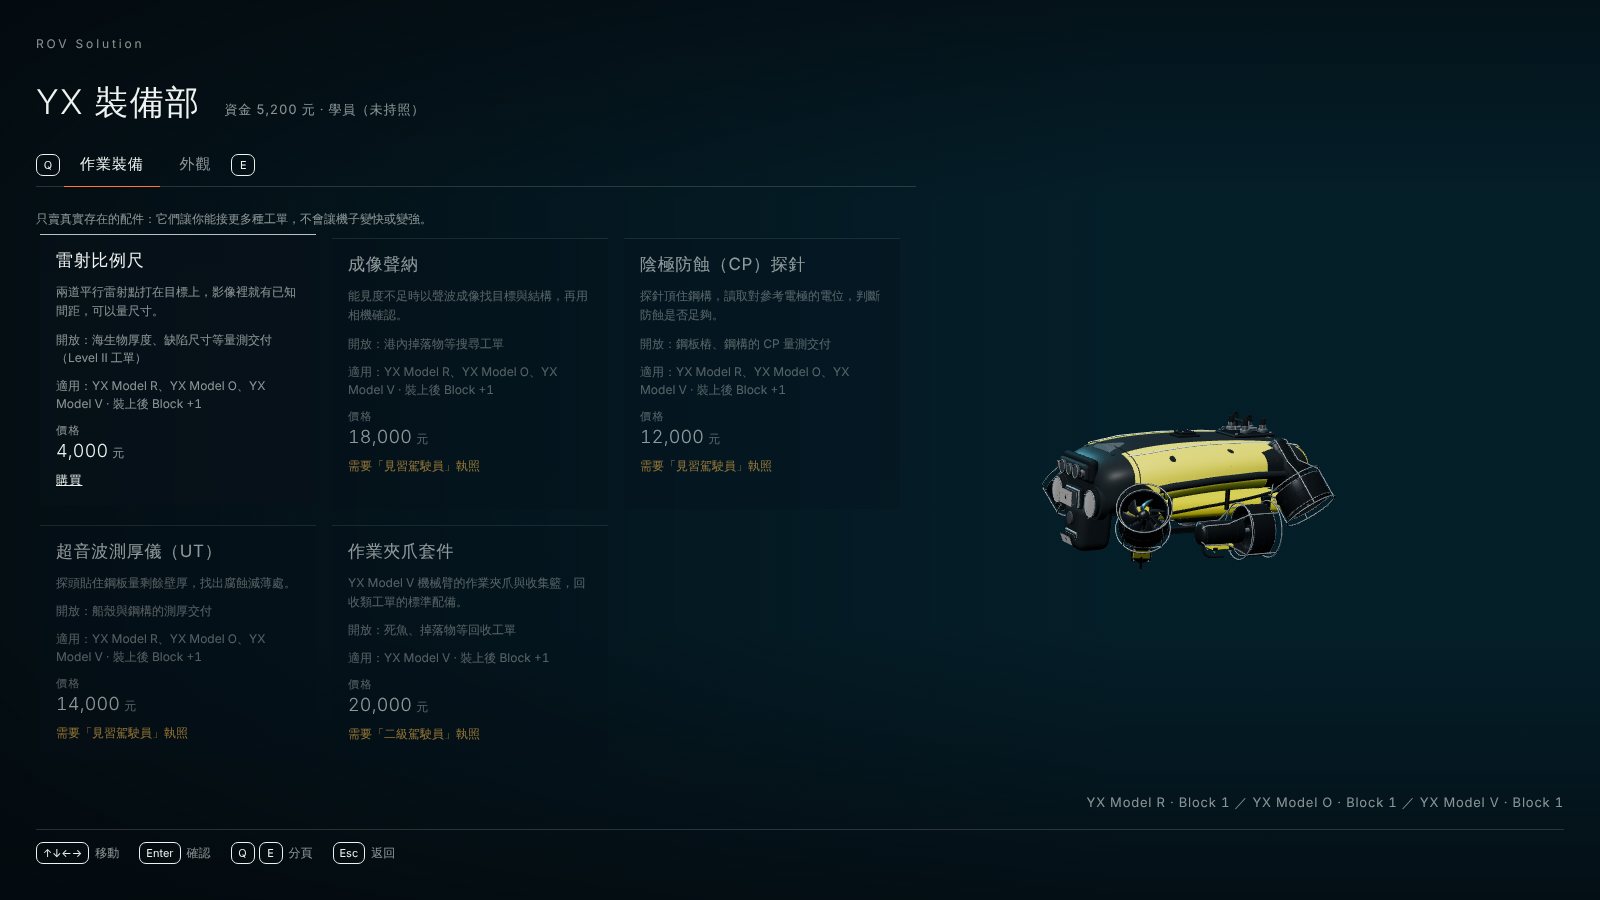 ROV Solution
YX 裝備部
資金 5,200 元 · 學員（未持照）
Q 作業裝備 外觀 E
只賣真實存在的配件：它們讓你能接更多種工單，不會讓機子變快或變強。
雷射比例尺
兩道平行雷射點打在目標上，影像裡就有已知
間距，可以量尺寸。
開放：海生物厚度、缺陷尺寸等量測交付
（Level II 工單）
適用：YX Model R、YX Model O、YX
Model V · 裝上後 Block +1
價格
4,000 元
購買
成像聲納
能見度不足時以聲波成像找目標與結構，再用
相機確認。
開放：港內掉落物等搜尋工單
適用：YX Model R、YX Model O、YX
Model V · 裝上後 Block +1
價格
18,000 元
需要「見習駕駛員」執照
陰極防蝕（CP）探針
探針頂住鋼構，讀取對參考電極的電位，判斷
防蝕是否足夠。
開放：鋼板樁、鋼構的 CP 量測交付
適用：YX Model R、YX Model O、YX
Model V · 裝上後 Block +1
價格
12,000 元
需要「見習駕駛員」執照
超音波測厚儀（UT）
探頭貼住鋼板量剩餘壁厚，找出腐蝕減薄處。
開放：船殼與鋼構的測厚交付
適用：YX Model R、YX Model O、YX
Model V · 裝上後 Block +1
價格
14,000 元
需要「見習駕駛員」執照
作業夾爪套件
YX Model V 機械臂的作業夾爪與收集籃，回
收類工單的標準配備。
開放：死魚、掉落物等回收工單
適用：YX Model V · 裝上後 Block +1
價格
20,000 元
需要「二級駕駛員」執照
YX Model R · Block 1 ／ YX Model O · Block 1 ／ YX Model V · Block 1
↑↓←→ 移動 Enter 確認 Q E 分頁 Esc 返回